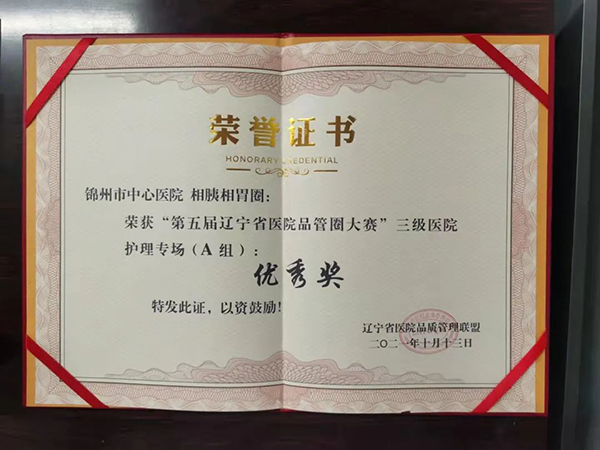 荣誉证书
HONORARY CREDENTIAL
锦州市中心医院 相胰相胃圈:
荣获“第五届辽宁省医院品管圈大赛”三级医院
护理专场(A 组):
优秀奖
特发此证,以资鼓励!
辽宁省医院品质管理联盟
二〇二一年十月十三日